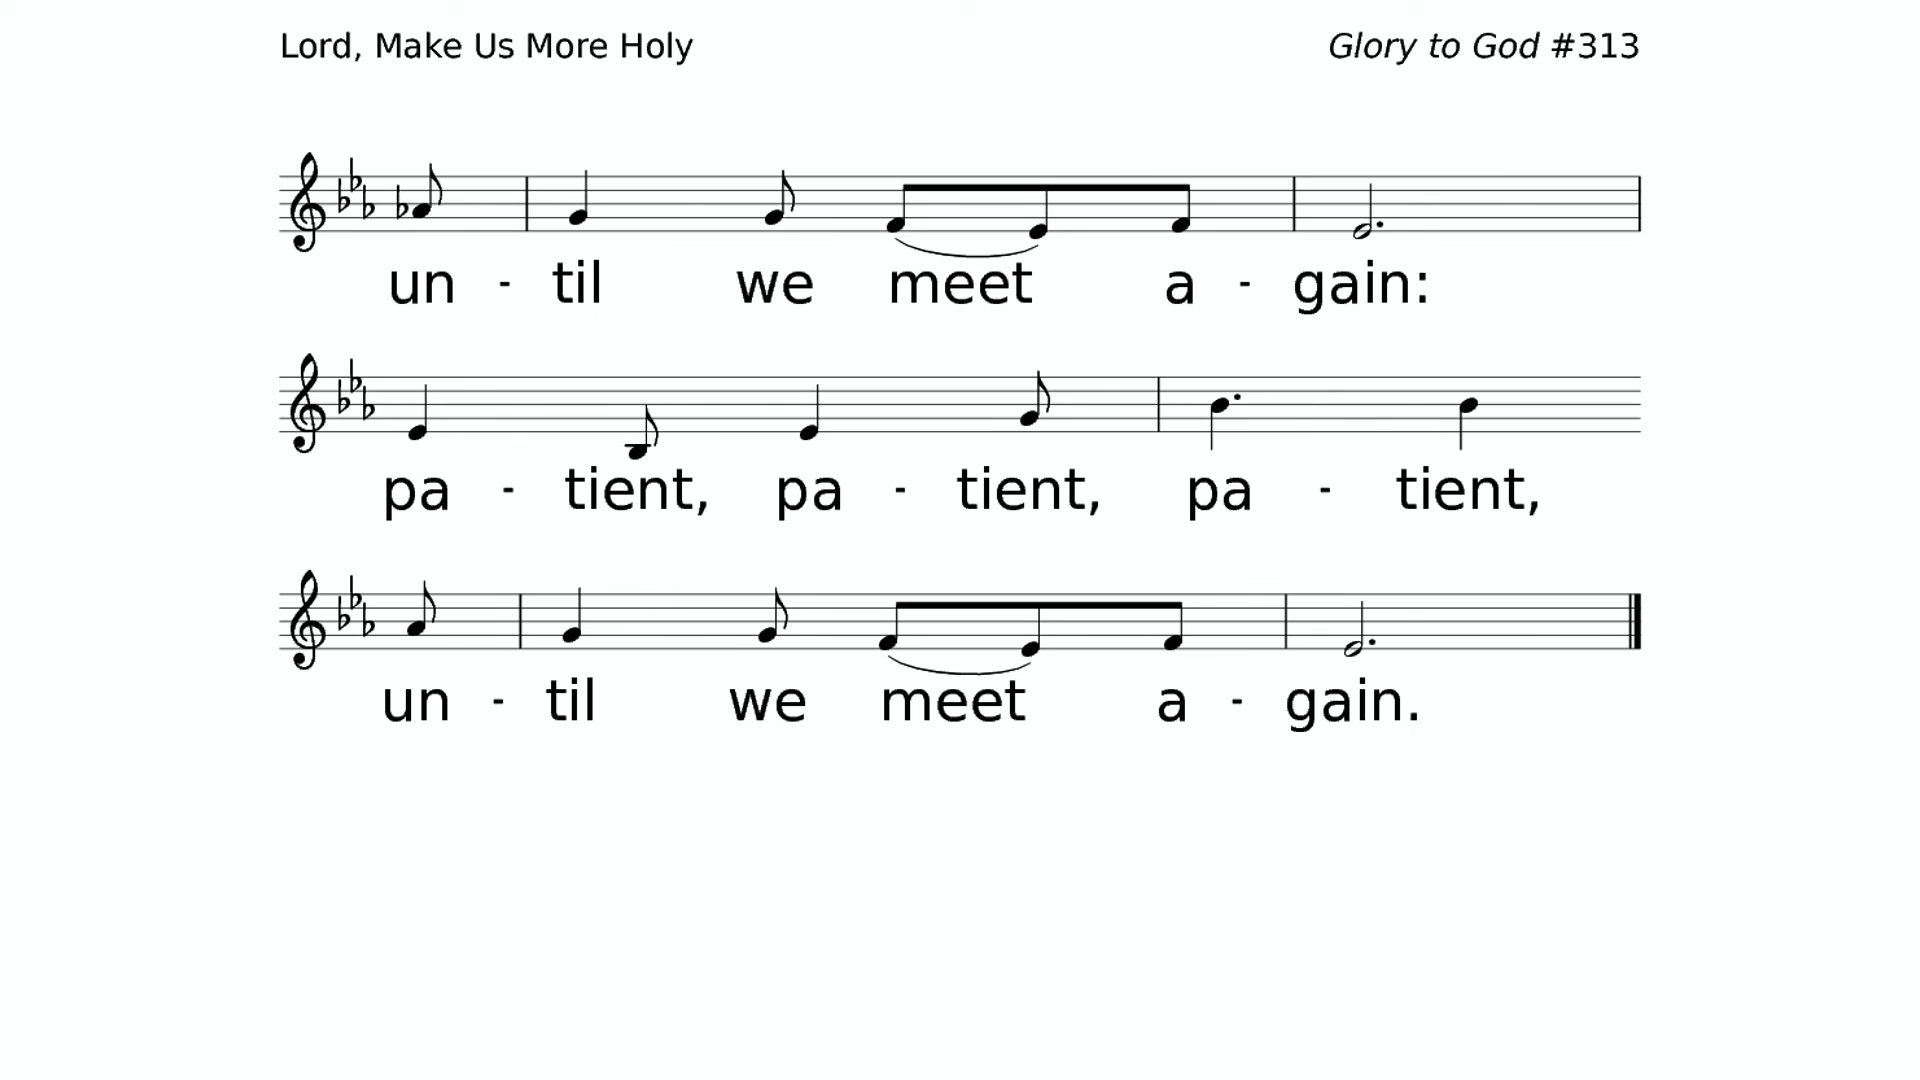 Lord, Make Us More Holy
Glory to God #313
un - til we meet a - gain:
pa - tient, pa - tient, pa - tient,
un - til we meet a - gain.